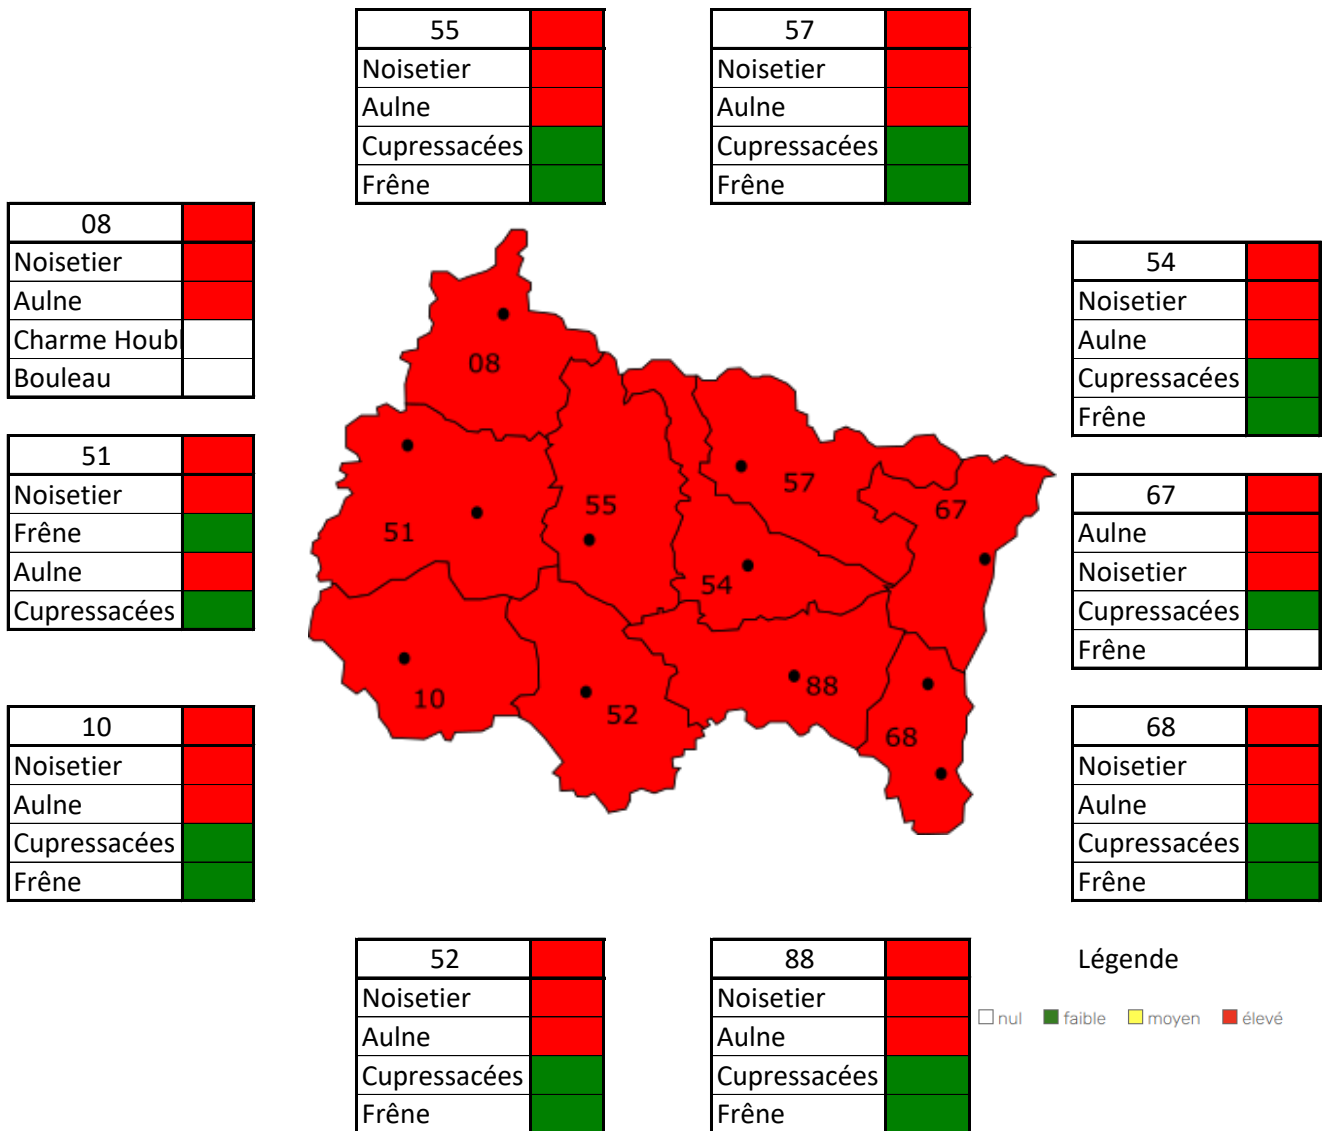 55
Noisetier
Aulne
Cupressacées
Frêne
57
Noisetier
Aulne
Cupressacées
Frêne
08
Noisetier
Aulne
Charme Houbl
Bouleau
54
Noisetier
Aulne
Cupressacées
Frêne
51
Noisetier
Frêne
Aulne
Cupressacées
67
Aulne
Noisetier
Cupressacées
Frêne
10
Noisetier
Aulne
Cupressacées
Frêne
68
Noisetier
Aulne
Cupressacées
Frêne
08
57
55
67
51
54
88
10
52
68
52
Noisetier
Aulne
Cupressacées
Frêne
88
Noisetier
Aulne
Cupressacées
Frêne
Légende
nul faible moyen élevé